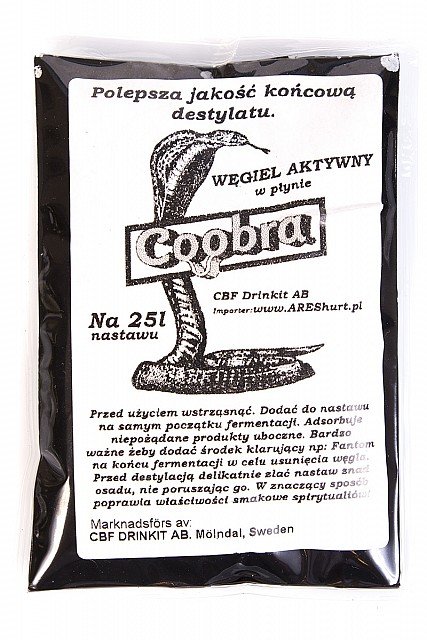 Polepsza jakość końcową
destylatu.
WĘGIEL AKTYWNY
w płynie
Coobra
CBF Drinkit AB
Importer:www.AREShurt.pl
Na 25l
nastawu
Przed użyciem wstrząsnąć. Dodać do nastawu
na samym początku fermentacji. Adsorbuje
niepożądane produkty uboczne. Bardzo
ważne żeby dodać środek klarujący np: Fantom
na końcu fermentacji w celu usunięcia węgla.
Przed destylacją delikatnie zlać nastaw znad
osadu, nie poruszając go. W znaczący sposób
poprawia właściwości smakowe spirytualiów!
Marknadsförs av:
CBF DRINKIT AB. Mölndal, Sweden